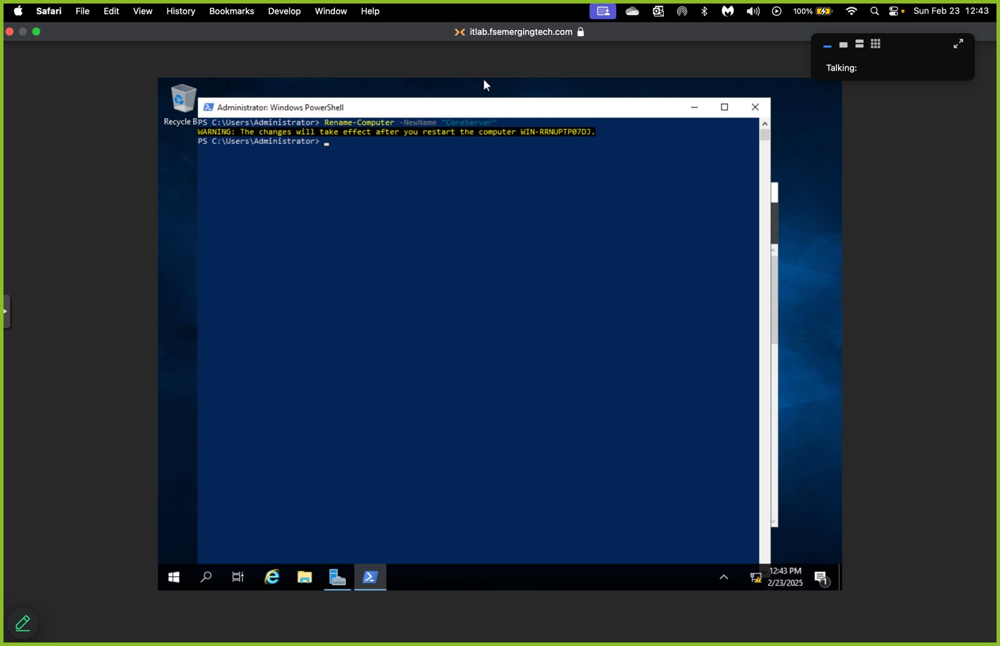 Safari File Edit View History Bookmarks Develop Window Help 100% Sun Feb 23 12:43
itlab.fsemergingtech.com
Talking:
Recycle B
Administrator: Windows PowerShell
PS C:\Users\Administrator> Rename-Computer -NewName "CoreServer"
WARNING: The changes will take effect after you restart the computer WIN-RRNUPTP07DJ.
PS C:\Users\Administrator>
12:43 PM
2/23/2025
1